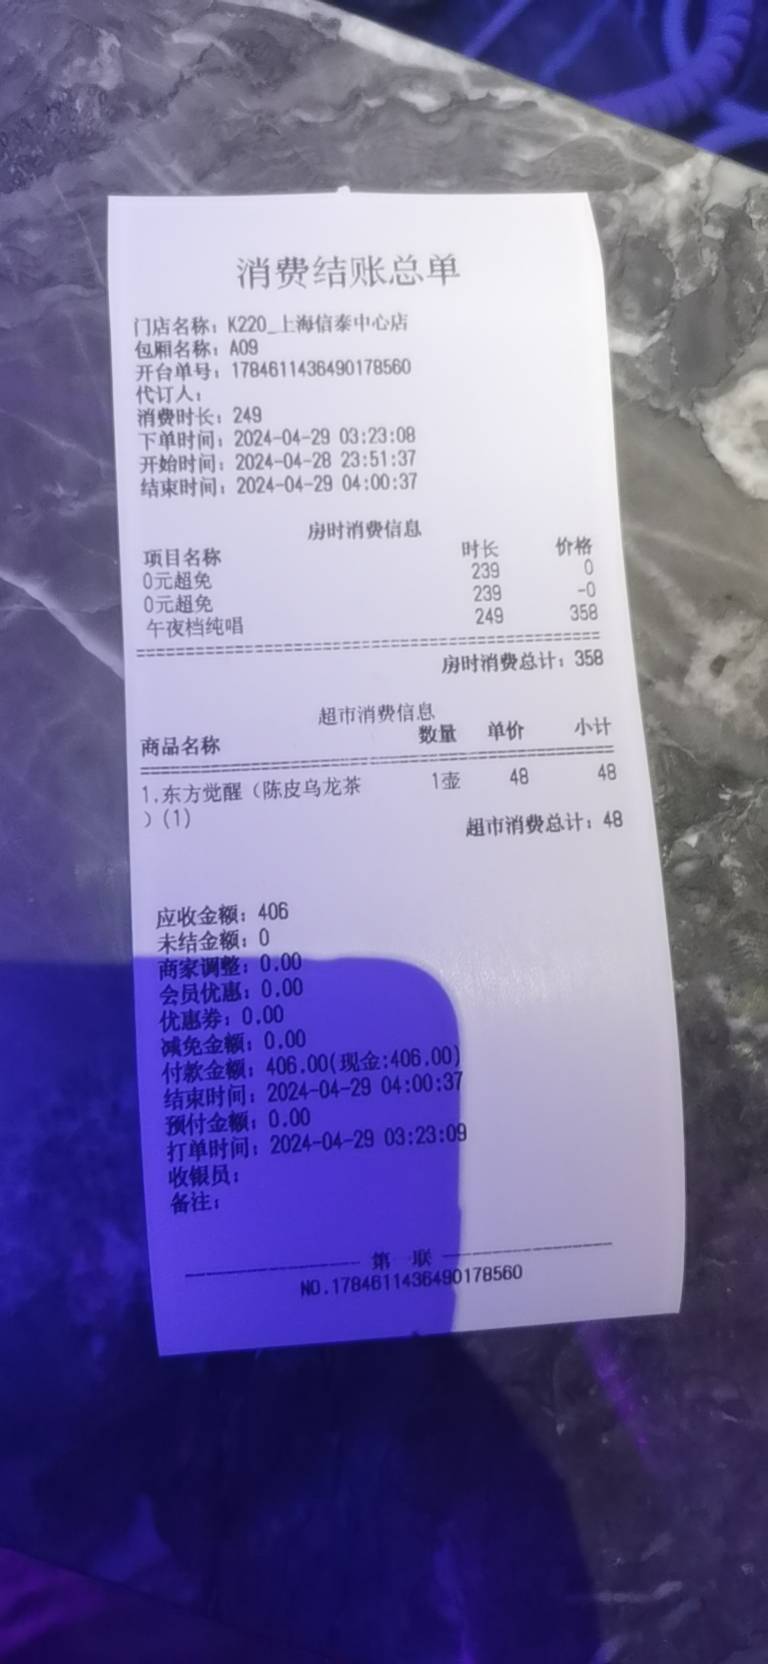 消费结账总单
门店名称：K220_上海信泰中心店
包厢名称：A09
开台单号：1784611436490178560
代订人：
消费时长：249
下单时间：2024-04-29 03:23:08
开始时间：2024-04-28 23:51:37
结束时间：2024-04-29 04:00:37
房时消费信息
项目名称 时长 价格
0元超免 239 0
0元超免 239 -0
午夜档纯唱 249 358
房时消费总计：358
超市消费信息
商品名称 数量 单价 小计
1.东方觉醒（陈皮乌龙茶 1壶 48 48
）(1)
超市消费总计：48
应收金额：406
未结金额：0
商家调整：0.00
会员优惠：0.00
优惠券：0.00
减免金额：0.00
付款金额：406.00(现金:406.00)
结束时间：2024-04-29 04:00:37
预付金额：0.00
打单时间：2024-04-29 03:23:09
收银员：
备注：
第一联
NO.1784611436490178560